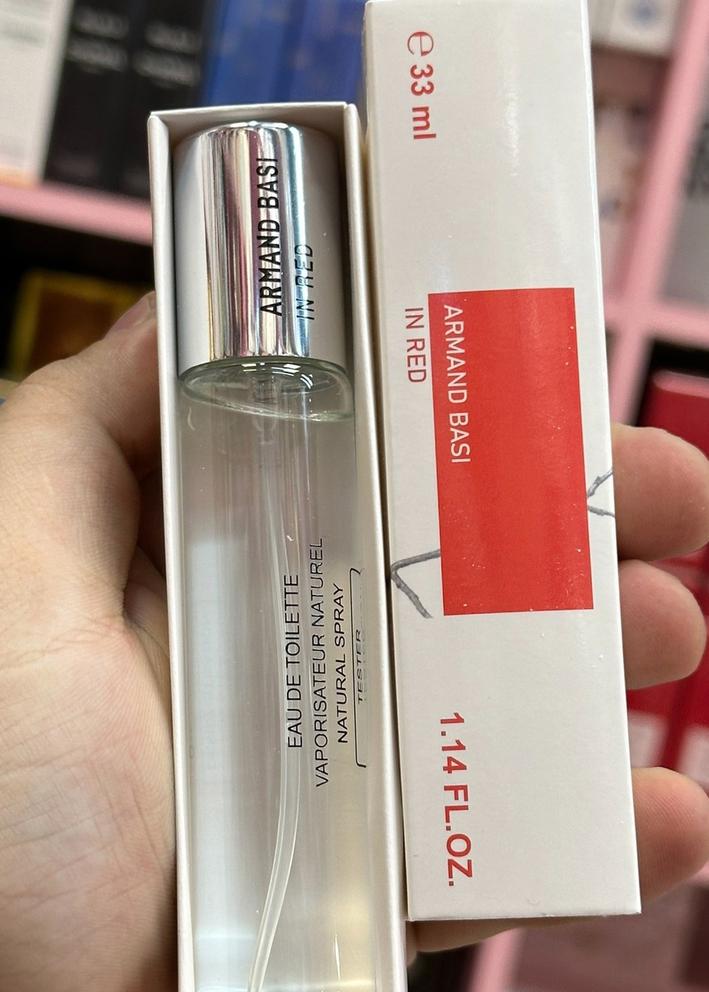 ARMAND BASI
IN RED
EAU DE TOILETTE
VAPORISATEUR NATUREL
NATURAL SPRAY
TESTER
℮ 33 ml
ARMAND BASI
IN RED
1.14 FL.OZ.